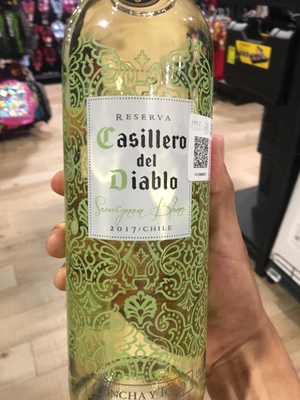 RESERVA
Casillero
del
Diablo
Sauvignon Blanc
2017/CHILE